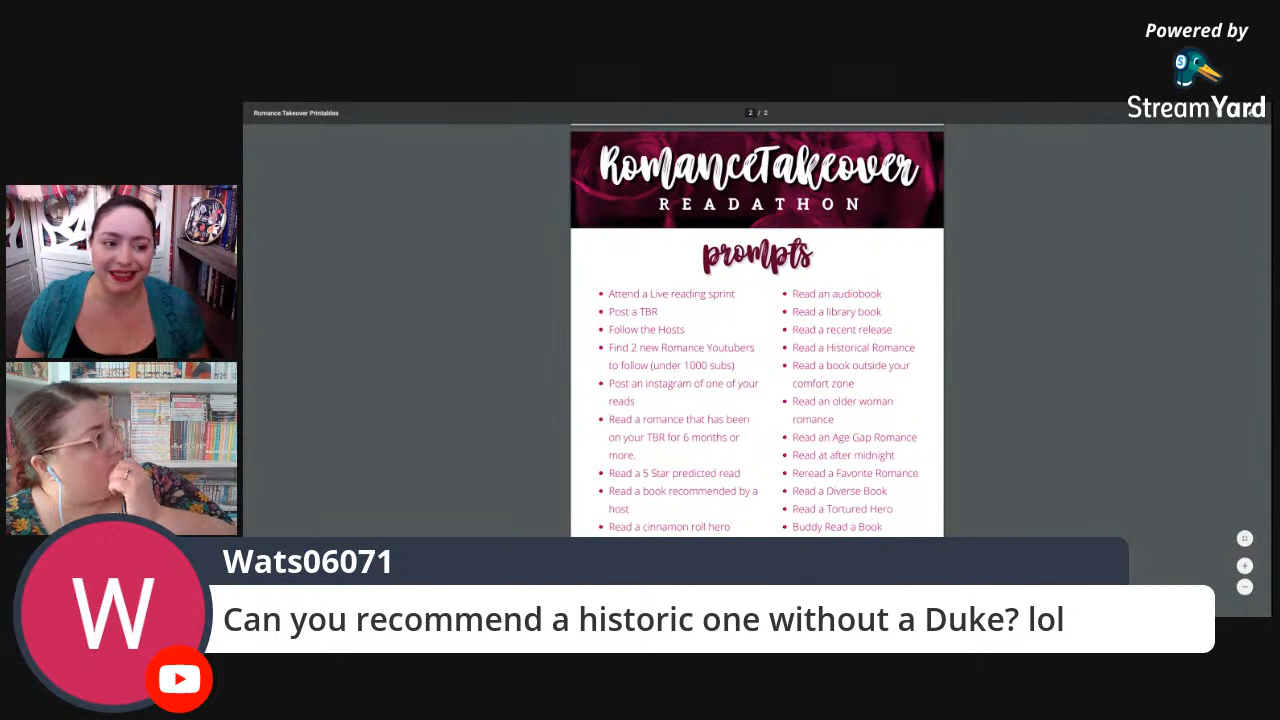 Powered by
StreamYard
Romance Takeover Printables
2 / 2
RomanceTakeover
READATHON
prompts
Attend a Live reading sprint
Post a TBR
Follow the Hosts
Find 2 new Romance Youtubers
to follow (under 1000 subs)
Post an instagram of one of your
reads
Read a romance that has been
on your TBR for 6 months or
more.
Read a 5 Star predicted read
Read a book recommended by a
host
Read a cinnamon roll hero
Read an audiobook
Read a library book
Read a recent release
Read a Historical Romance
Read a book outside your
comfort zone
Read an older woman
romance
Read an Age Gap Romance
Read at after midnight
Reread a Favorite Romance
Read a Diverse Book
Read a Tortured Hero
Buddy Read a Book
W
Wats06071
Can you recommend a historic one without a Duke? lol